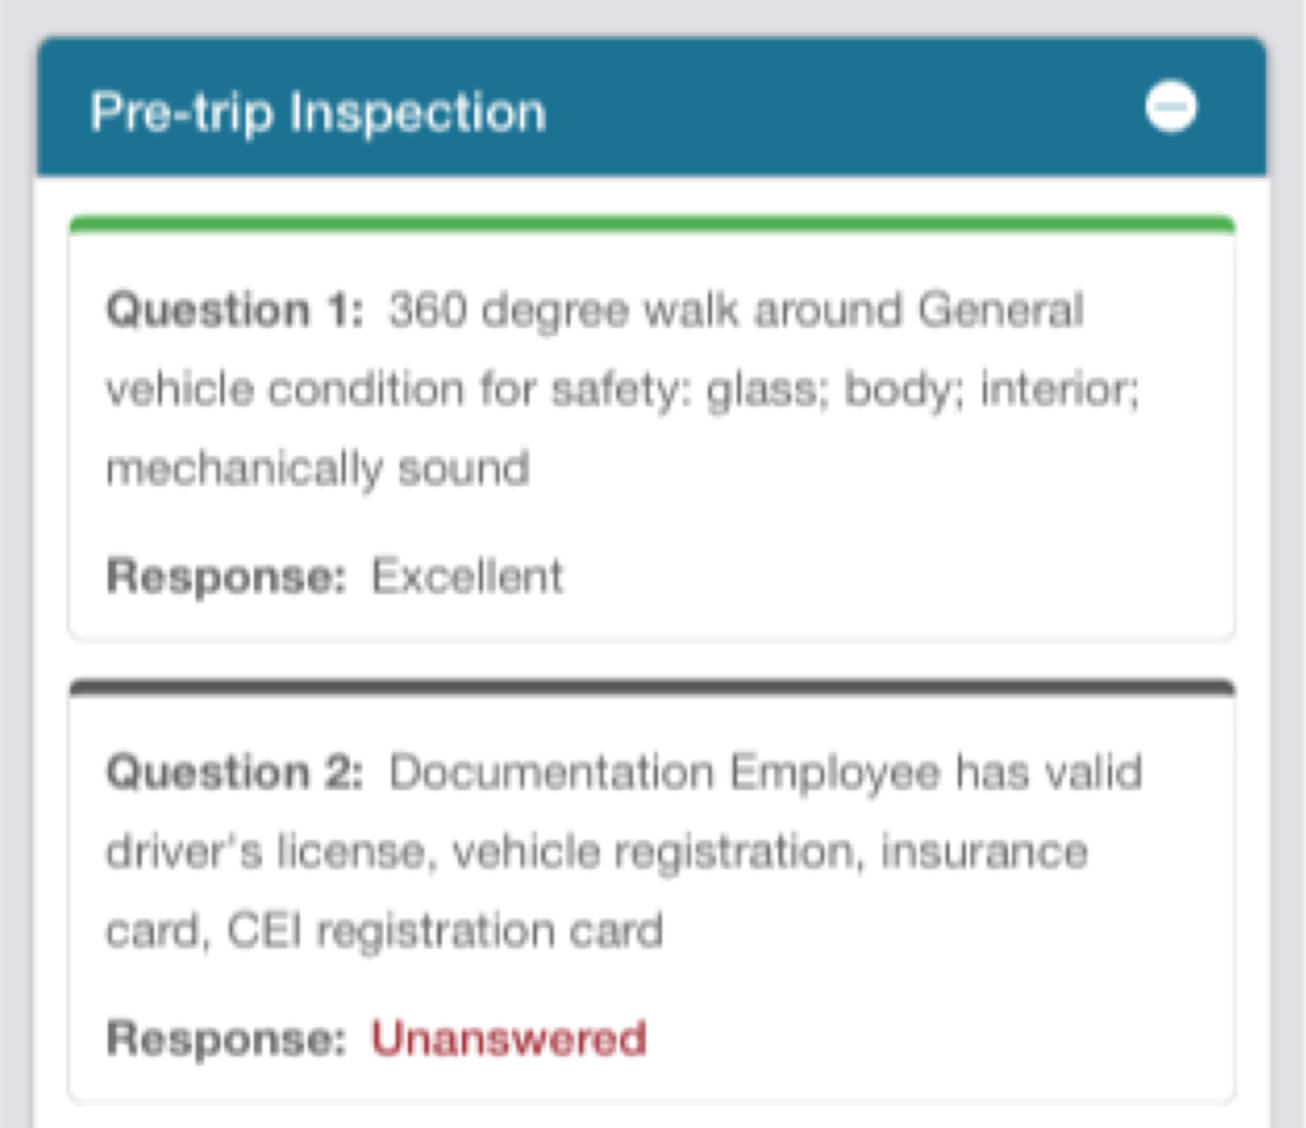 Pre-trip Inspection
Question 1: 360 degree walk around General
vehicle condition for safety: glass; body; interior;
mechanically sound
Response: Excellent
Question 2: Documentation Employee has valid
driver's license, vehicle registration, insurance
card, CEI registration card
Response: Unanswered